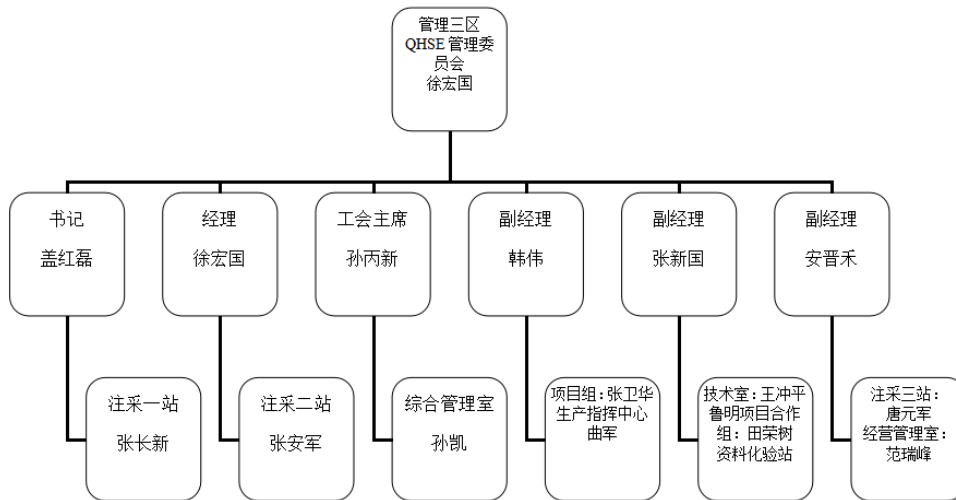 管理三区
QHSE 管理委
员会
徐宏国
书记
盖红磊
经理
徐宏国
工会主席
孙丙新
副经理
韩伟
副经理
张新国
副经理
安晋禾
注采一站
张长新
注采二站
张安军
综合管理室
孙凯
项目组：张卫华
生产指挥中心
曲军
技术室：王冲平
鲁明项目合作
组：田荣树
资料化验站
注采三站：
唐元军
经营管理室：
范瑞峰